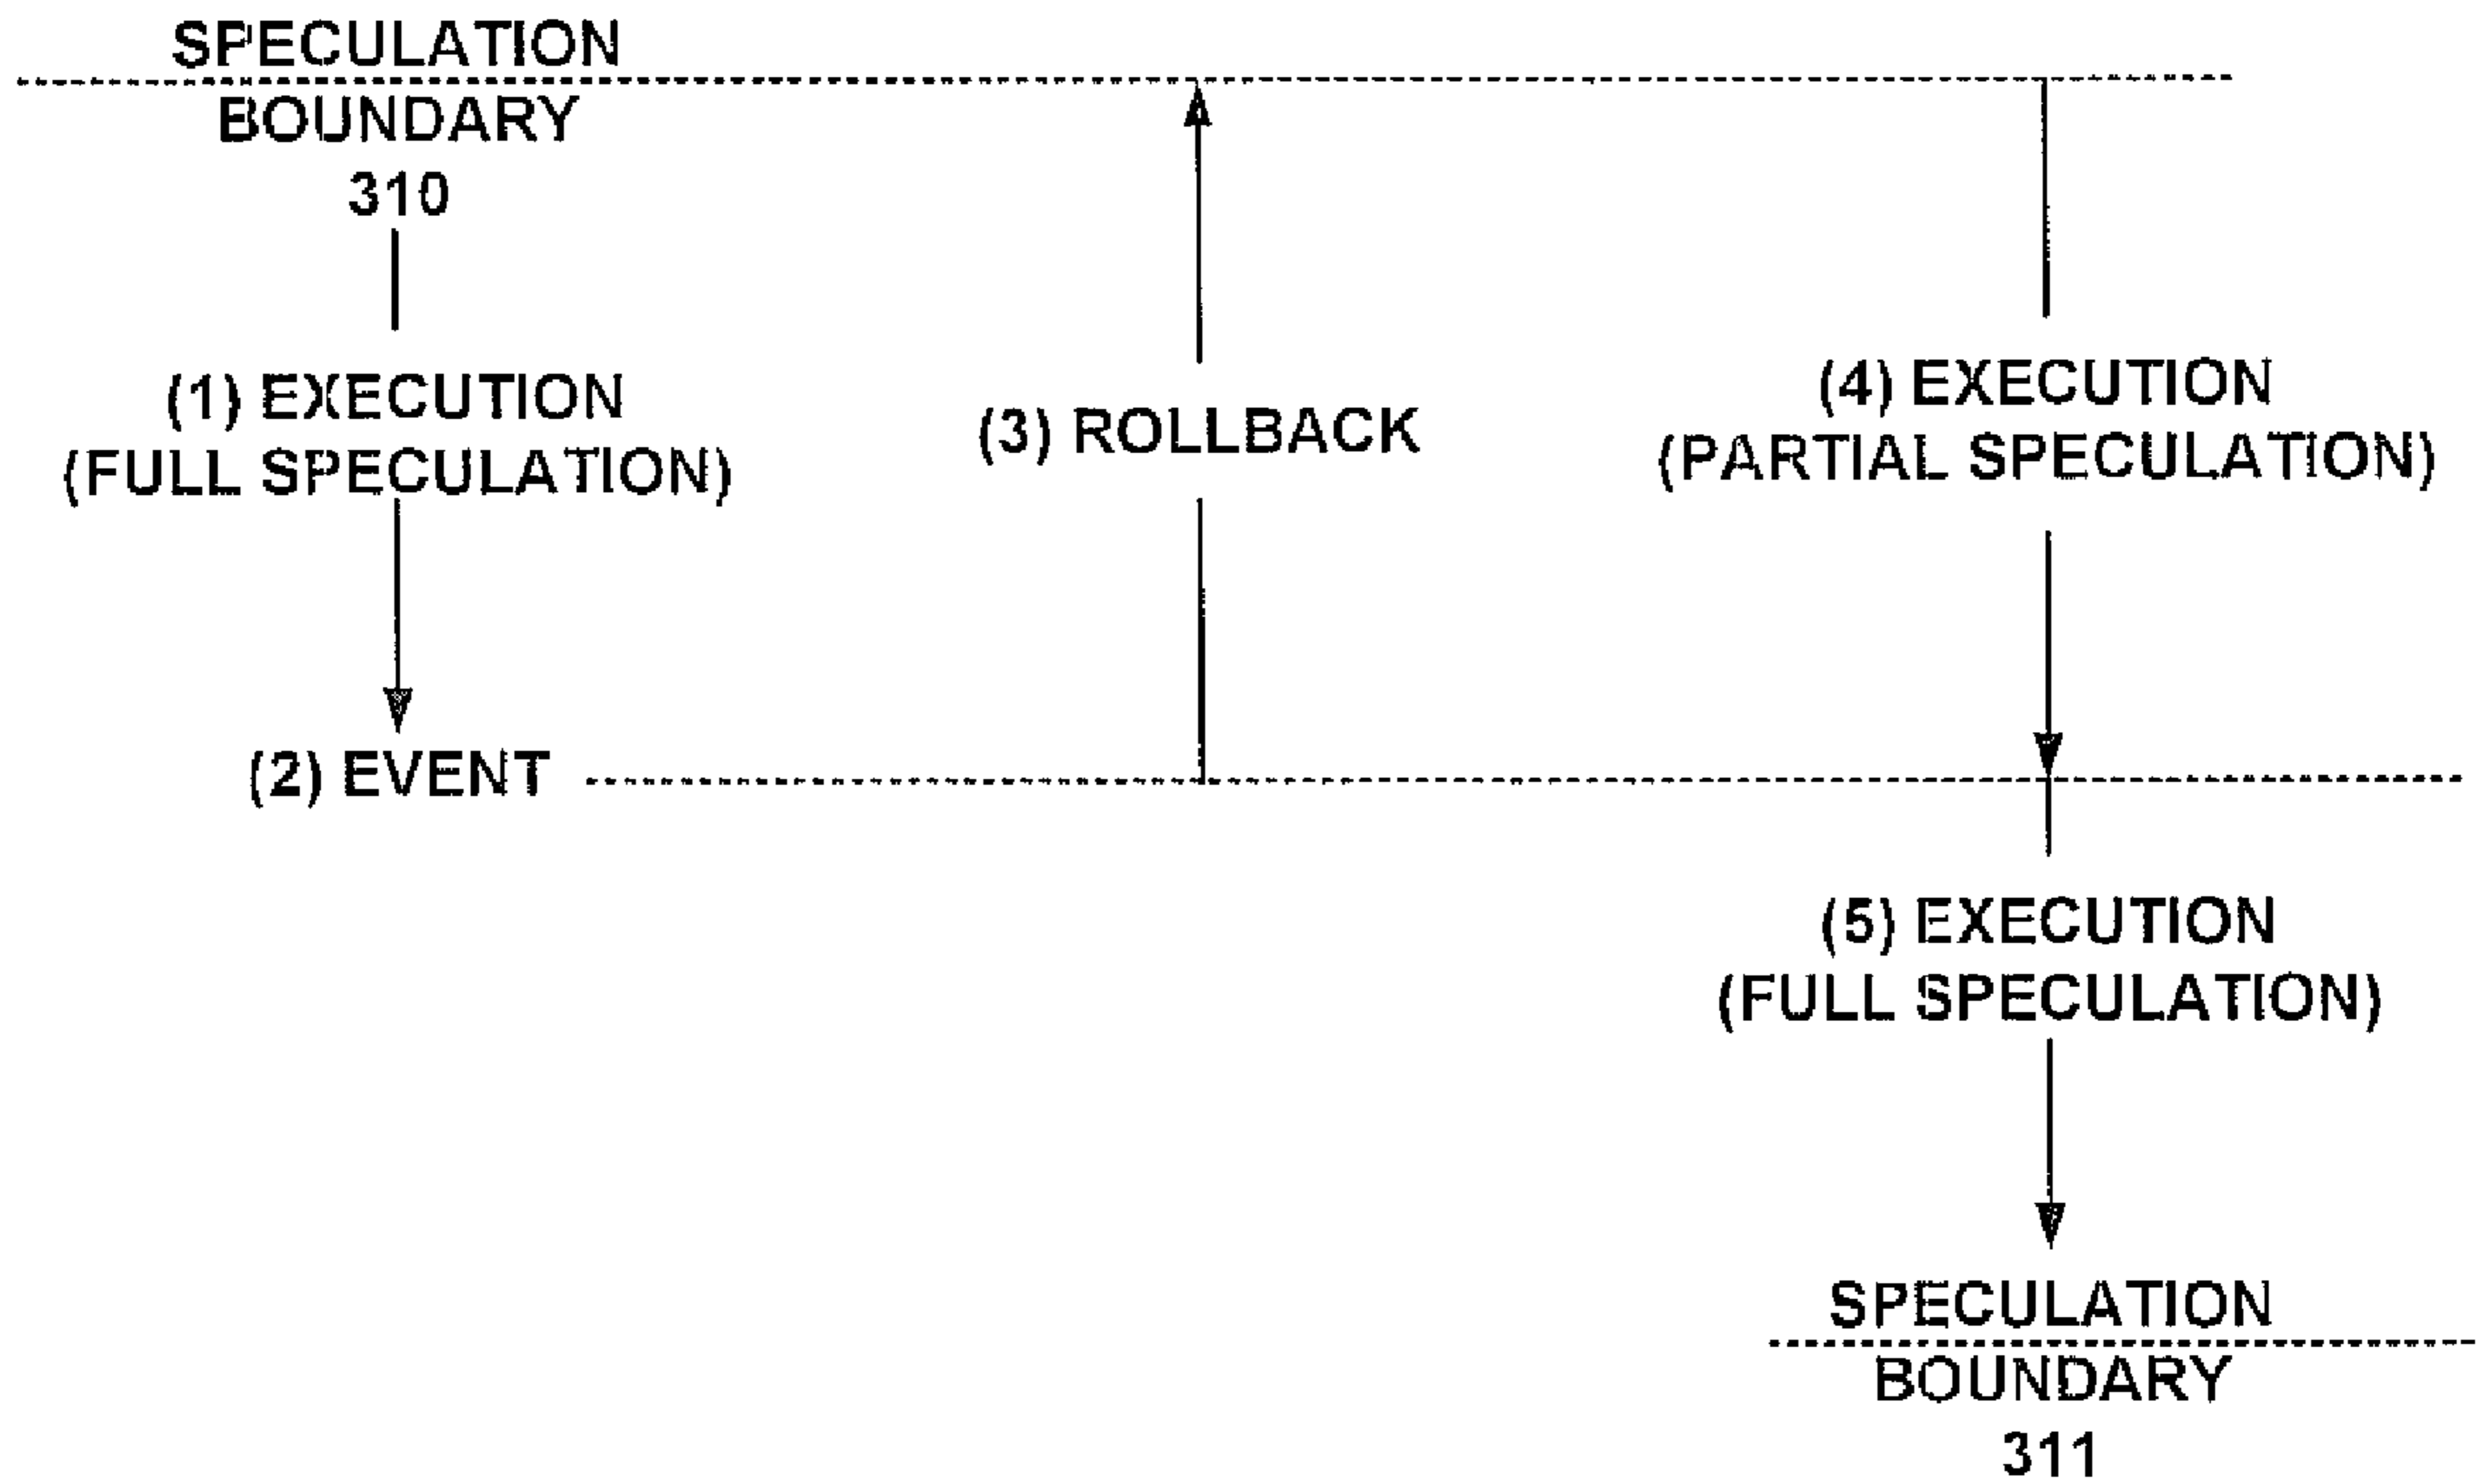 SPECULATION
BOUNDARY
310
(1) EXECUTION
(FULL SPECULATION)
(2) EVENT
(3) ROLLBACK
(4) EXECUTION
(PARTIAL SPECULATION)
(5) EXECUTION
(FULL SPECULATION)
SPECULATION
BOUNDARY
311